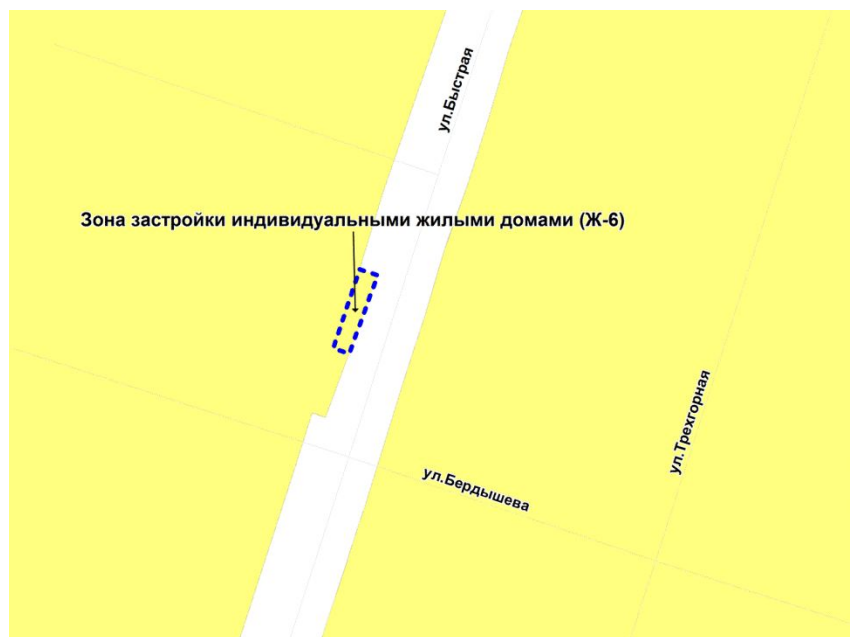 ул.Быстрая
Зона застройки индивидуальными жилыми домами (Ж-6)
ул.Трехгорная
ул.Бердышева